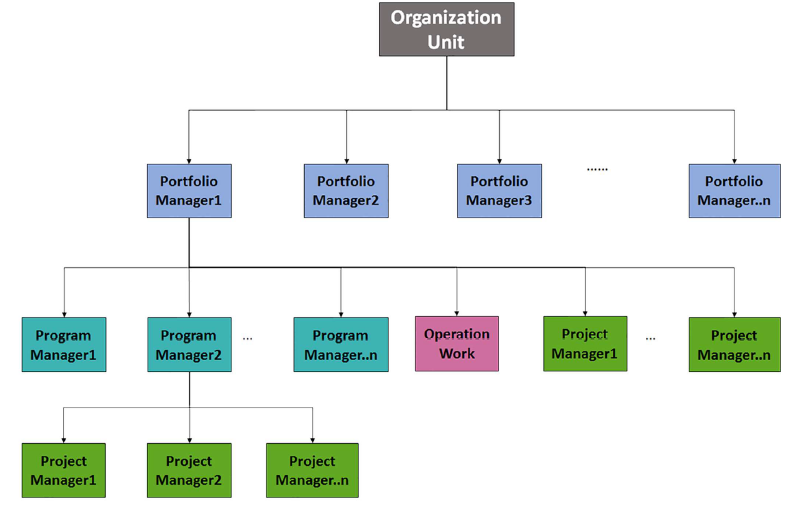 Organization
Unit
Portfolio
Manager1
Portfolio
Manager2
Portfolio
Manager3
......
Portfolio
Manager..n
Program
Manager1
Program
Manager2
...
Program
Manager..n
Operation
Work
Project
Manager1
...
Project
Manager..n
Project
Manager1
Project
Manager2
Project
Manager..n